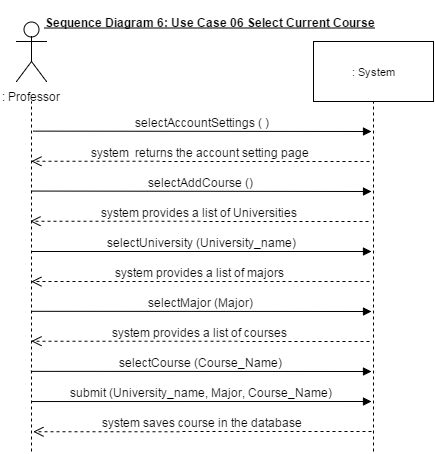 Sequence Diagram 6: Use Case 06 Select Current Course
: System
: Professor
selectAccountSettings ( )
system returns the account setting page
selectAddCourse ()
system provides a list of Universities
selectUniversity (University_name)
system provides a list of majors
selectMajor (Major)
system provides a list of courses
selectCourse (Course_Name)
submit (University_name, Major, Course_Name)
system saves course in the database